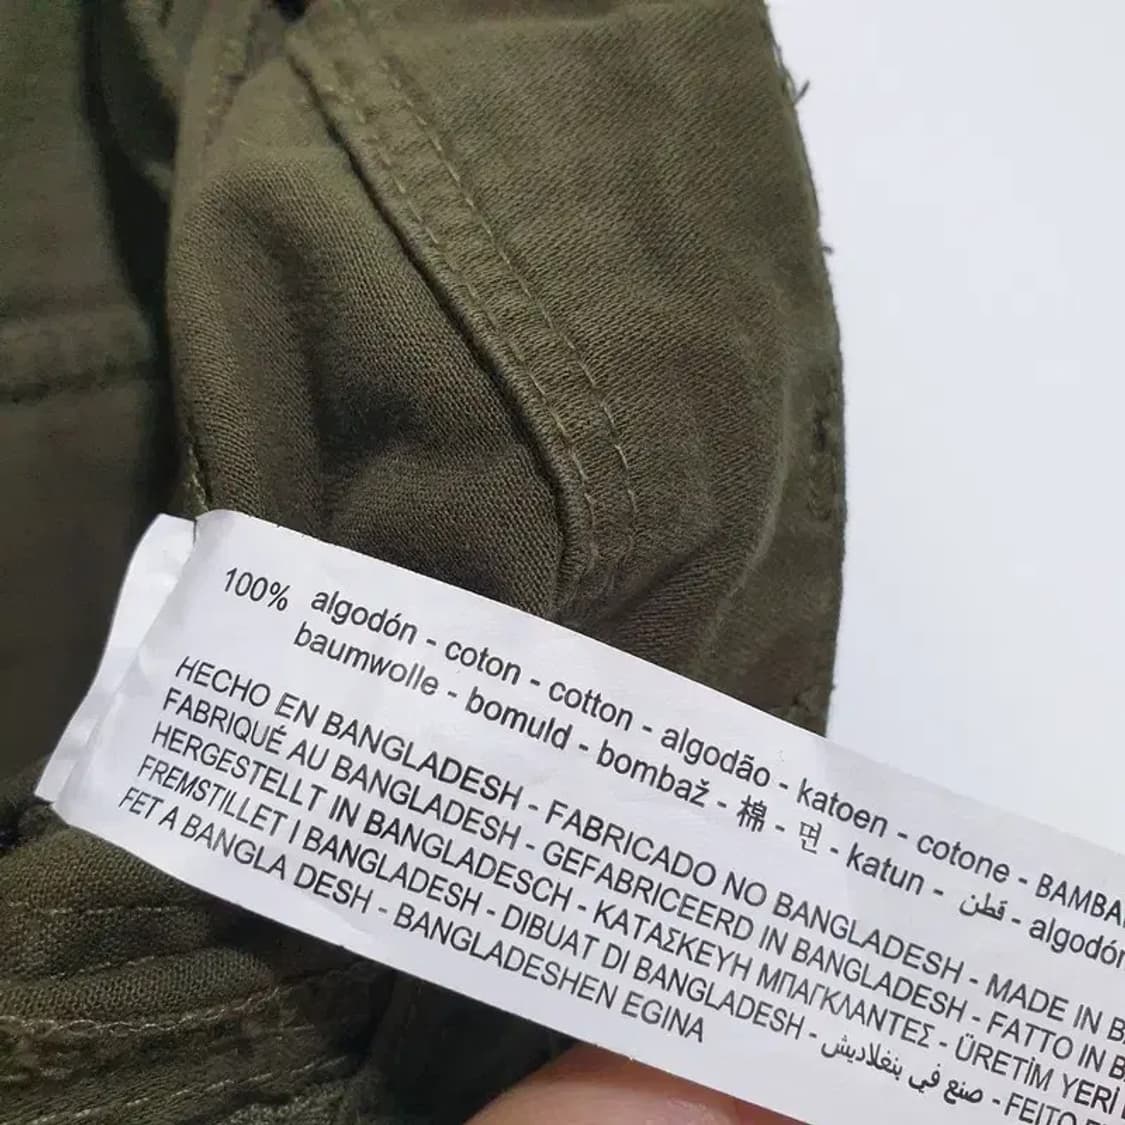 100% algodón - coton - cotton - algodão - katoen - cotone - BAMBA
baumwolle - bomuld - bombaž - 棉 - 면 - katun - قطن - algodón
HECHO EN BANGLADESH - FABRICADO NO BANGLADESH - MADE IN
FABRIQUÉ AU BANGLADESH - GEFABRICEERD IN BANGLADESH - FATTO IN
HERGESTELLT IN BANGLADESCH - ΚΑΤΑΣΚΕΥΗ ΜΠΑΓΚΛΑΝΤΕΣ - ÜRETİM YERİ
FREMSTILLET I BANGLADESH - DIBUAT DI BANGLADESH - صنع في بنغلاديش - FEITO
FET A BANGLA DESH - BANGLADESHEN EGINA